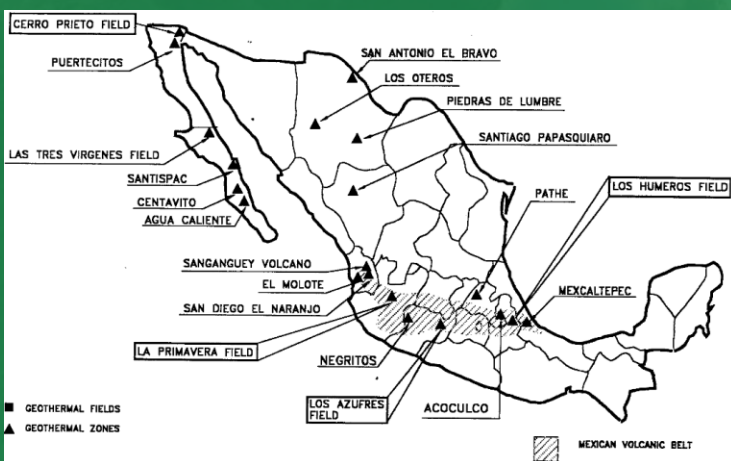 CERRO PRIETO FIELD
PUERTECITOS
SAN ANTONIO EL BRAVO
LOS OTEROS
PIEDRAS DE LUMBRE
SANTIAGO PAPASQUIARO
LAS TRES VIRGENES FIELD
SANTISPAC
CENTAVITO
AGUA CALIENTE
LOS HUMEROS FIELD
PATHE
SANGANGUEY VOLCANO
EL MOLOTE
SAN DIEGO EL NARANJO
MEXCALTEPEC
LA PRIMAVERA FIELD
NEGRITOS
LOS AZUFRES
FIELD
ACOCULCO
GEOTHERMAL FIELDS
GEOTHERMAL ZONES
MEXICAN VOLCANIC BELT